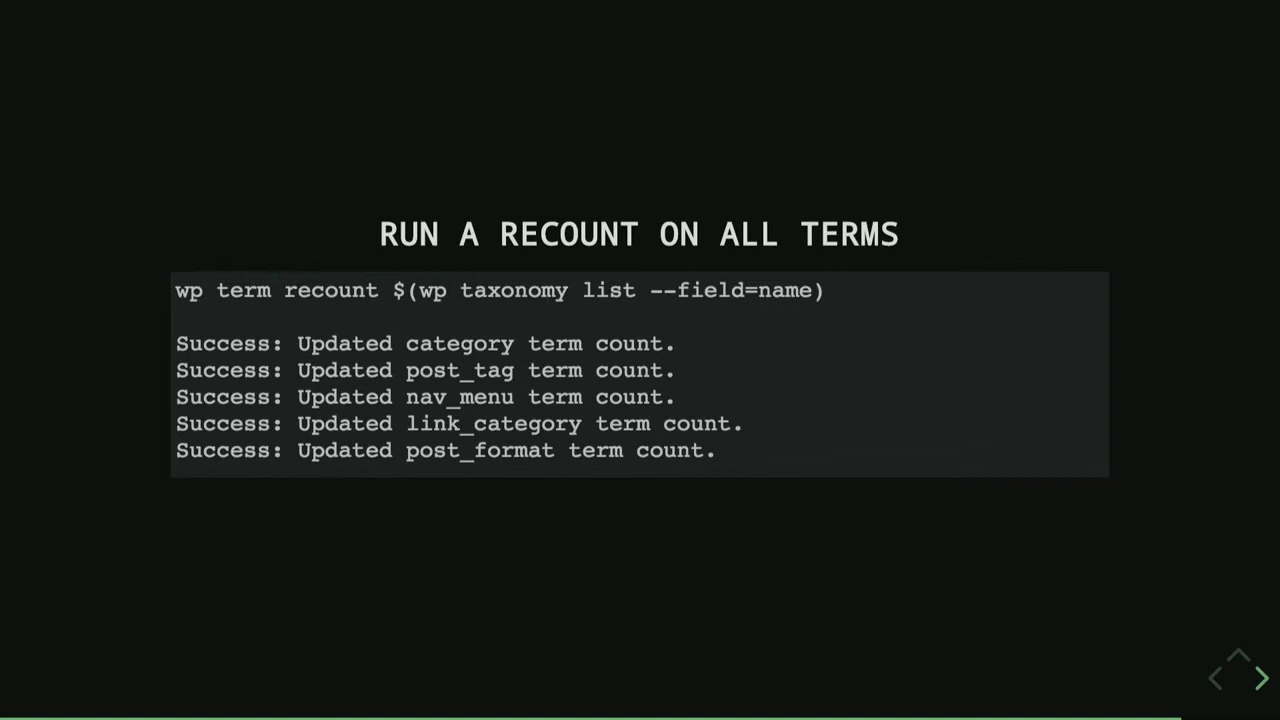 RUN A RECOUNT ON ALL TERMS
wp term recount $(wp taxonomy list --field=name)
Success: Updated category term count.
Success: Updated post_tag term count.
Success: Updated nav_menu term count.
Success: Updated link_category term count.
Success: Updated post_format term count.